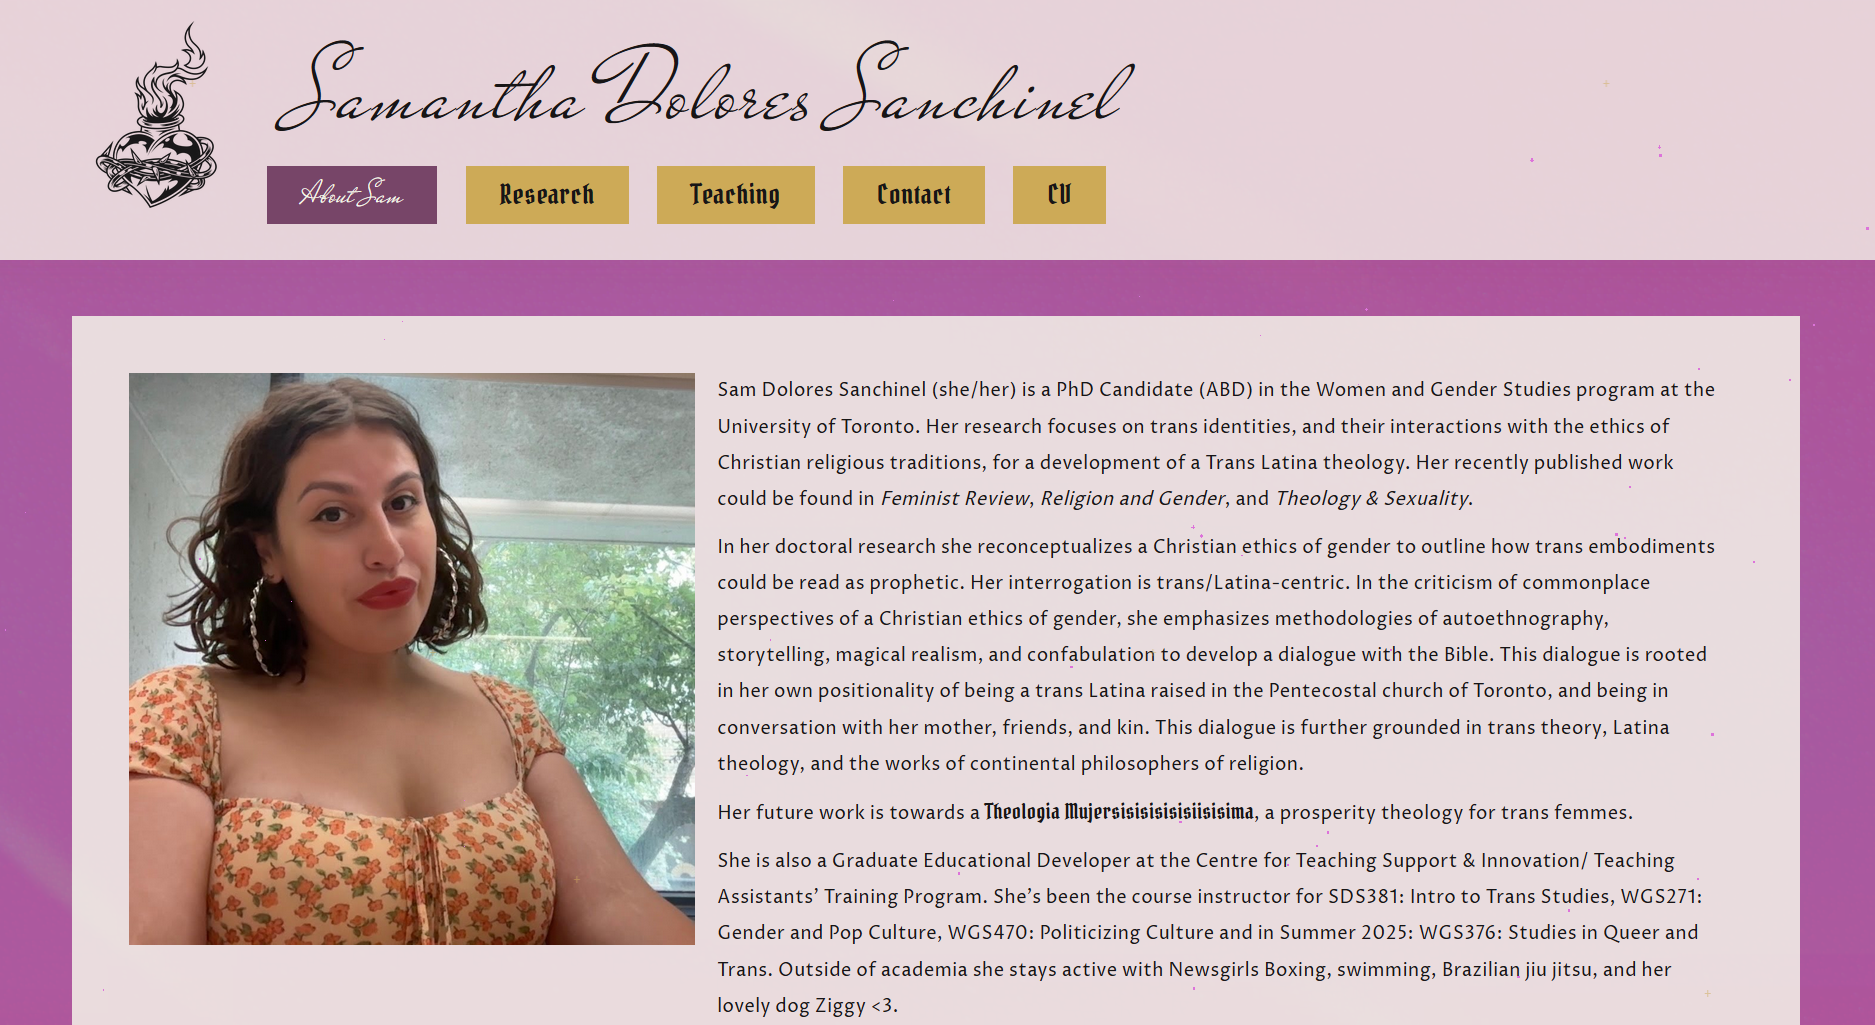 Samantha Dolores Sanchinel
About Sam
Research
Teaching
Contact
CV
Sam Dolores Sanchinel (she/her) is a PhD Candidate (ABD) in the Women and Gender Studies program at the
University of Toronto. Her research focuses on trans identities, and their interactions with the ethics of
Christian religious traditions, for a development of a Trans Latina theology. Her recently published work
could be found in Feminist Review, Religion and Gender, and Theology & Sexuality.
In her doctoral research she reconceptualizes a Christian ethics of gender to outline how trans embodiments
could be read as prophetic. Her interrogation is trans/Latina-centric. In the criticism of commonplace
perspectives of a Christian ethics of gender, she emphasizes methodologies of autoethnography,
storytelling, magical realism, and confabulation to develop a dialogue with the Bible. This dialogue is rooted
in her own positionality of being a trans Latina raised in the Pentecostal church of Toronto, and being in
conversation with her mother, friends, and kin. This dialogue is further grounded in trans theory, Latina
theology, and the works of continental philosophers of religion.
Her future work is towards a Theologia Mujersisisisisisiisisima, a prosperity theology for trans femmes.
She is also a Graduate Educational Developer at the Centre for Teaching Support & Innovation/ Teaching
Assistants’ Training Program. She’s been the course instructor for SDS381: Intro to Trans Studies, WGS271:
Gender and Pop Culture, WGS470: Politicizing Culture and in Summer 2025: WGS376: Studies in Queer and
Trans. Outside of academia she stays active with Newsgirls Boxing, swimming, Brazilian jiu jitsu, and her
lovely dog Ziggy <3.